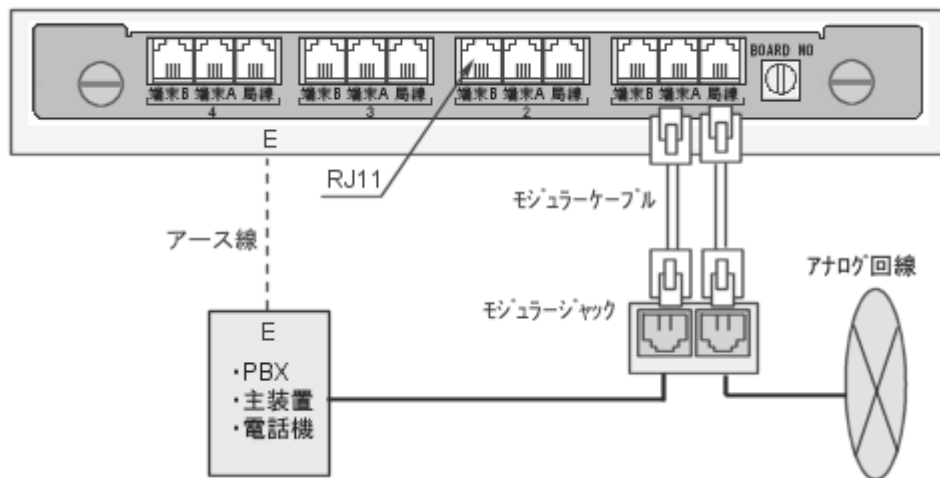 BOARD NO
端末B 端末A 局線 端末B 端末A 局線 端末B 端末A 局線 端末B 端末A 局線
4 3 2
E
RJ11
モジュラーケーブル
アース線
アナログ回線
モジュラージャック
E
・PBX
・主装置
・電話機